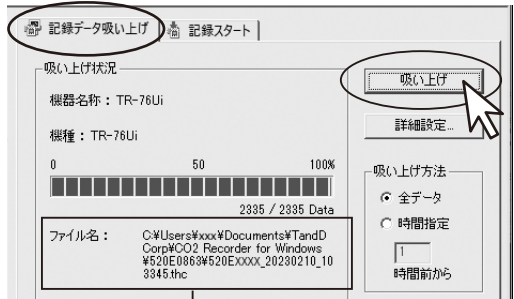 記録データ吸い上げ
記録スタート
吸い上げ状況
機器名称：TR-76Ui
機種：TR-76Ui
0 50 100%
2335 / 2335 Data
ファイル名：
C:¥Users¥xxx¥Documents¥TandD
Corp¥CO2 Recorder for Windows
¥520E0863¥520EXXXX_20230210_10
3345.thc
吸い上げ
詳細設定...
吸い上げ方法
全データ
時間指定
1
時間前から